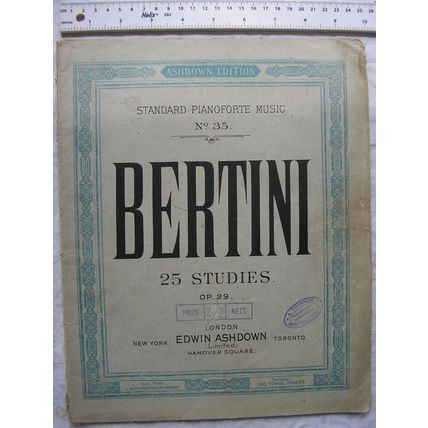 Helix
ASHDOWN EDITION
STANDARD PIANOFORTE MUSIC
No 35.
BERTINI
25 STUDIES.
OP. 29.
PRICE NETT
LONDON
NEW YORK. EDWIN ASHDOWN TORONTO.
(Limited)
HANOVER SQUARE.